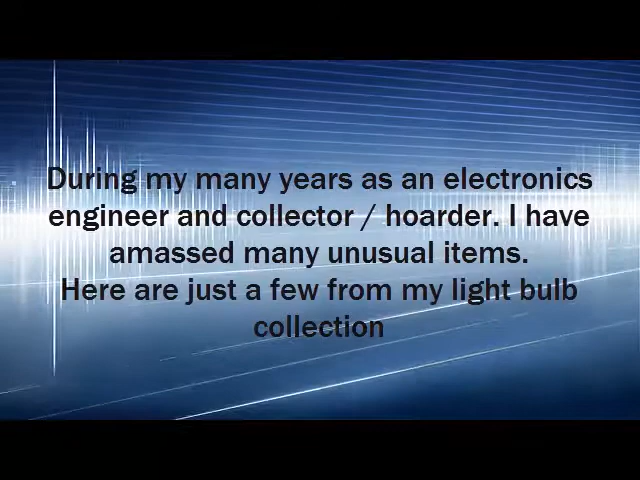 During my many years as an electronics
engineer and collector / hoarder. I have
amassed many unusual items.
Here are just a few from my light bulb
collection